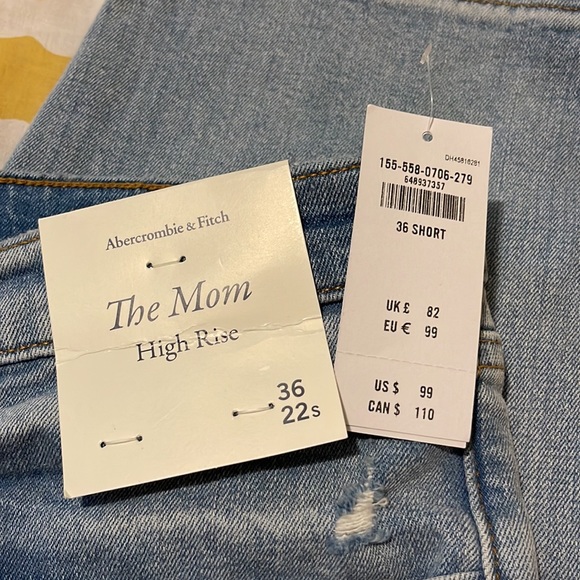 Abercrombie & Fitch
The Mom
High Rise
36
22s
DH45816281
155-558-0706-279
648937357
36 SHORT
UK £ 82
EU € 99
US $ 99
CAN $ 110